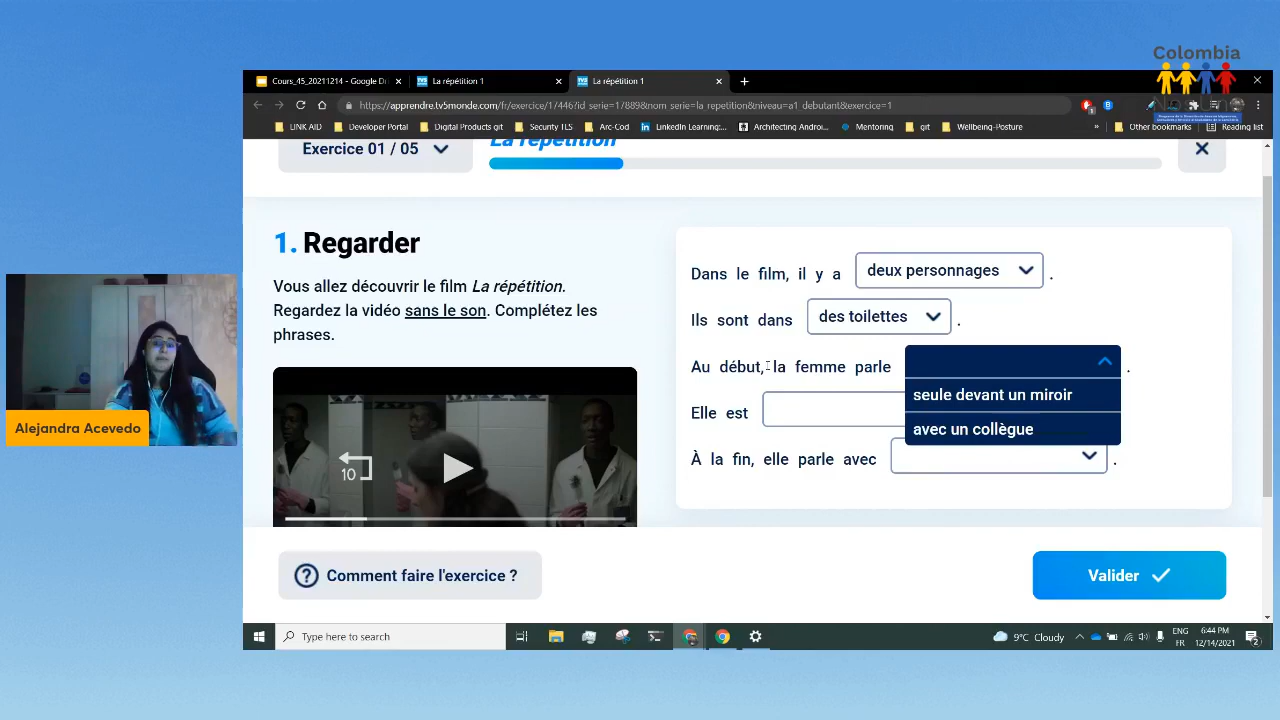 Colombia
Cours_45_20211214 - Google Dr
La répétition 1
La répétition 1
https://apprendre.tv5monde.com/fr/exercice/17446?id_serie=17889&nom_serie=la_repetition&niveau=a1_debutant&exercice=1
LINK AID
Developer Portal
Digital Products git
Security TLS
Arc-Cod
LinkedIn Learning:...
Architecting Androi...
Mentoring
git
Wellbeing-Posture
»
Other bookmarks
Reading list
Exercice 01 / 05
La répétition
1. Regarder
Vous allez découvrir le film La répétition.
Regardez la vidéo sans le son. Complétez les
phrases.
10
Dans le film, il y a deux personnages .
Ils sont dans des toilettes .
Au début, la femme parle .
seule devant un miroir
avec un collègue
Elle est
À la fin, elle parle avec .
Comment faire l'exercice ?
Valider
Alejandra Acevedo
Type here to search
9°C Cloudy
ENG
FR
6:44 PM
12/14/2021
2